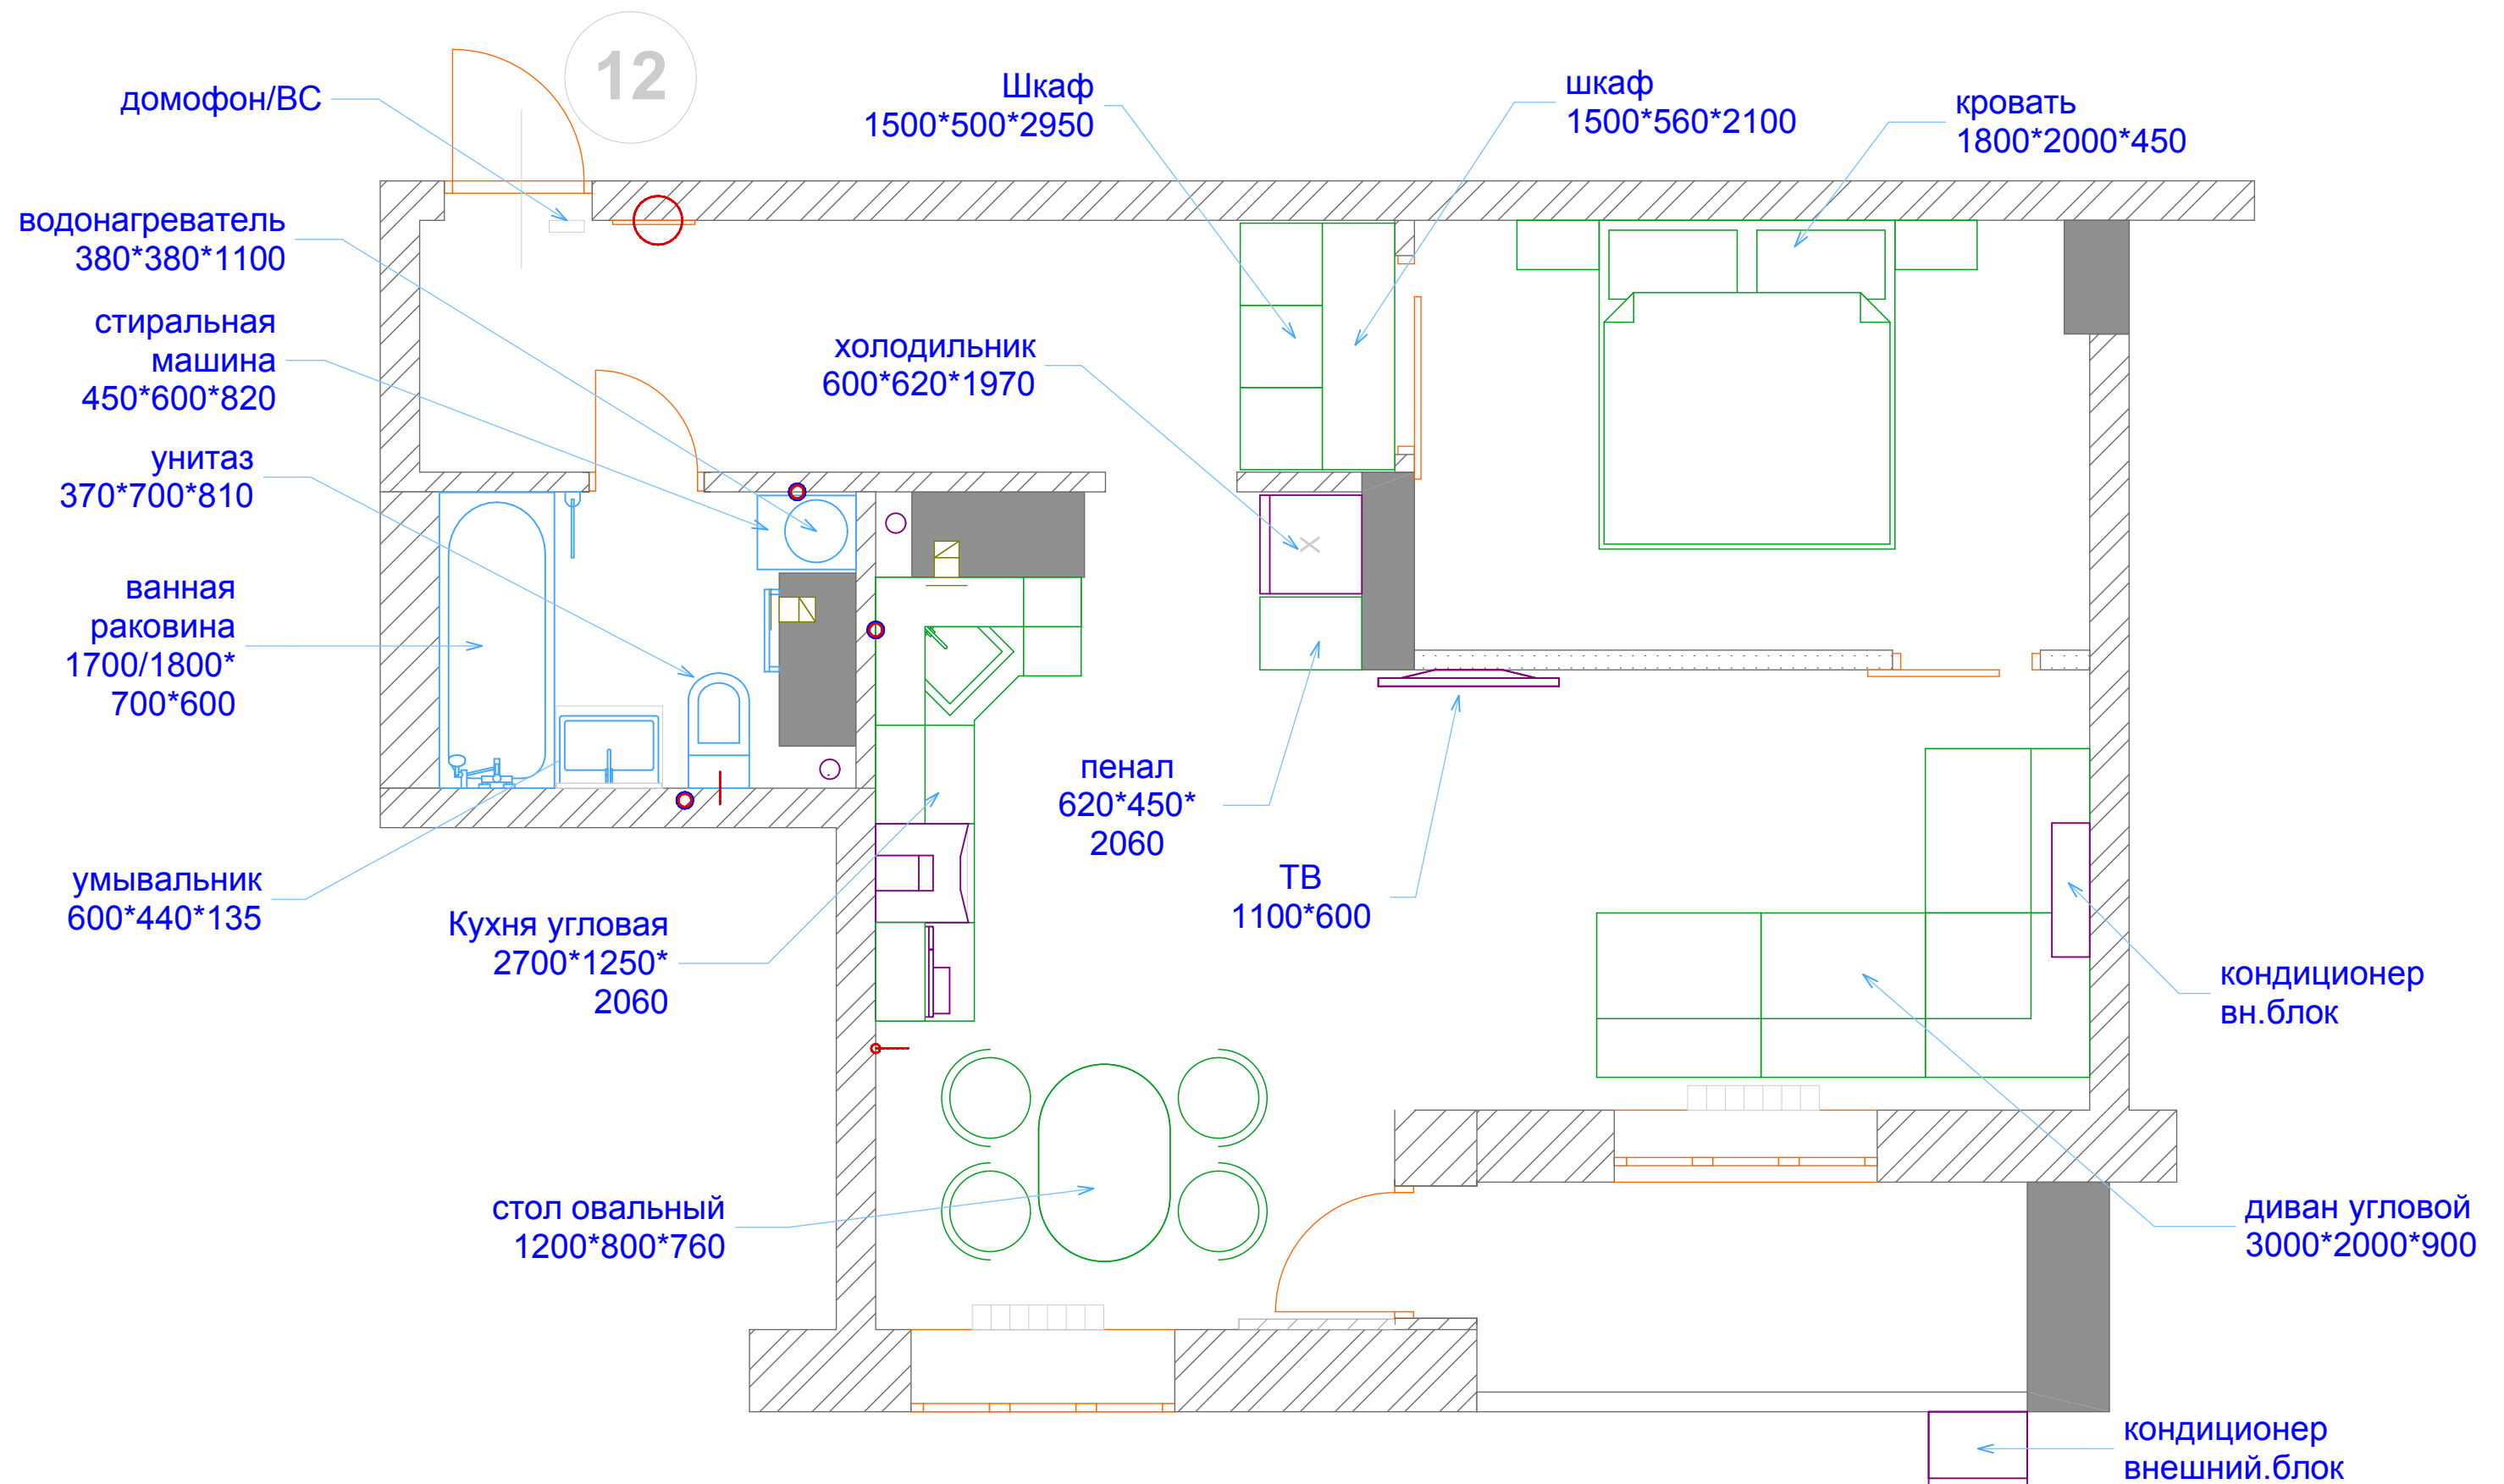 12
домофон/ВС
Шкаф
1500*500*2950
шкаф
1500*560*2100
кровать
1800*2000*450
водонагреватель
380*380*1100
стиральная
машина
450*600*820
холодильник
600*620*1970
унитаз
370*700*810
ванная
раковина
1700/1800*
700*600
пенал
620*450*
2060
ТВ
1100*600
умывальник
600*440*135
Кухня угловая
2700*1250*
2060
кондиционер
вн.блок
стол овальный
1200*800*760
диван угловой
3000*2000*900
кондиционер
внешний.блок